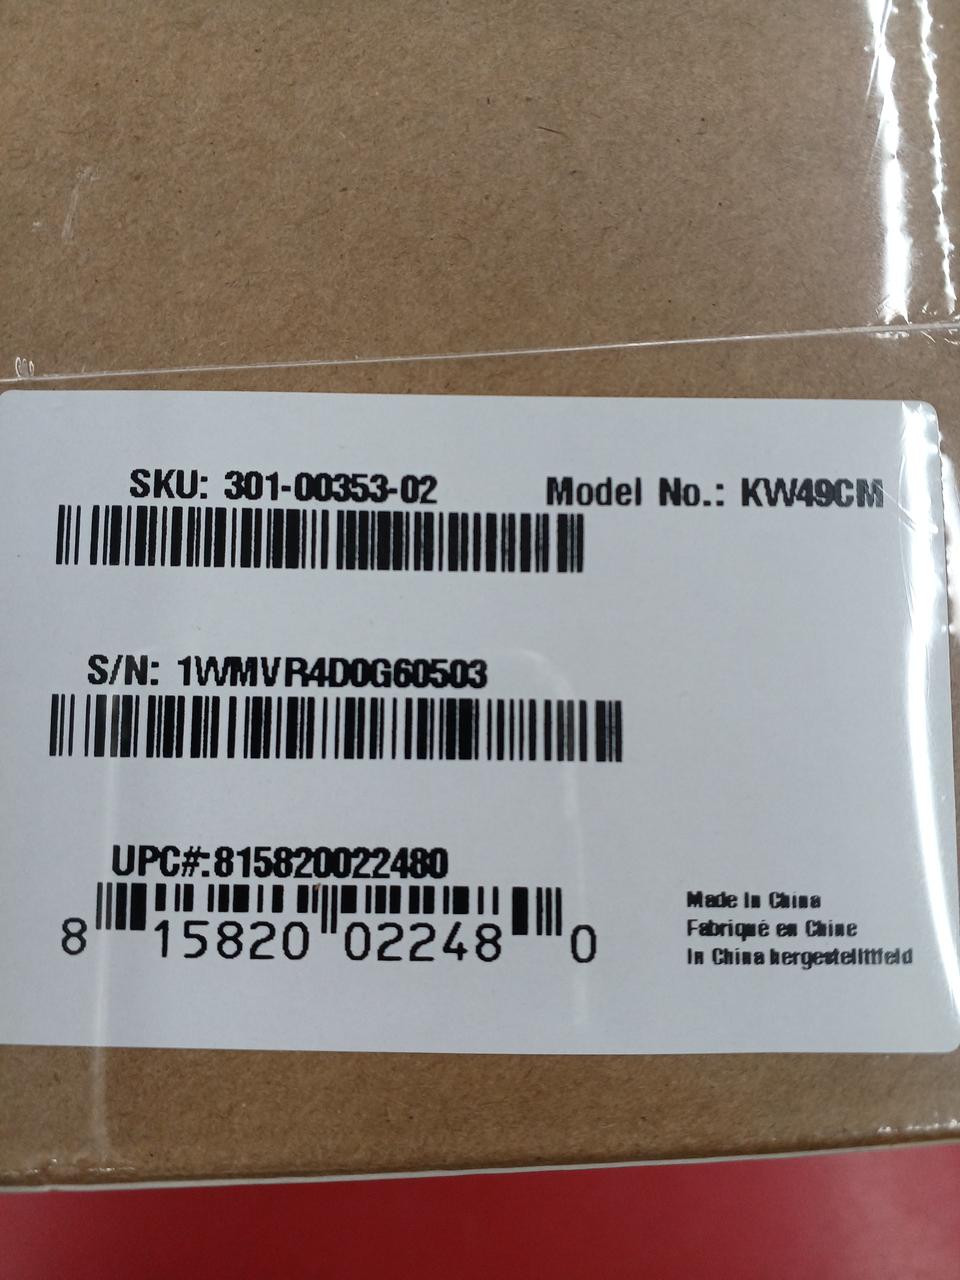 SKU: 301-00353-02
Model No.: KW49CM
S/N: 1WMVR4D0G60503
UPC#:815820022480
8 15820 02248 0
Made In China
Fabriqué en Chine
In China hergestelltfeld